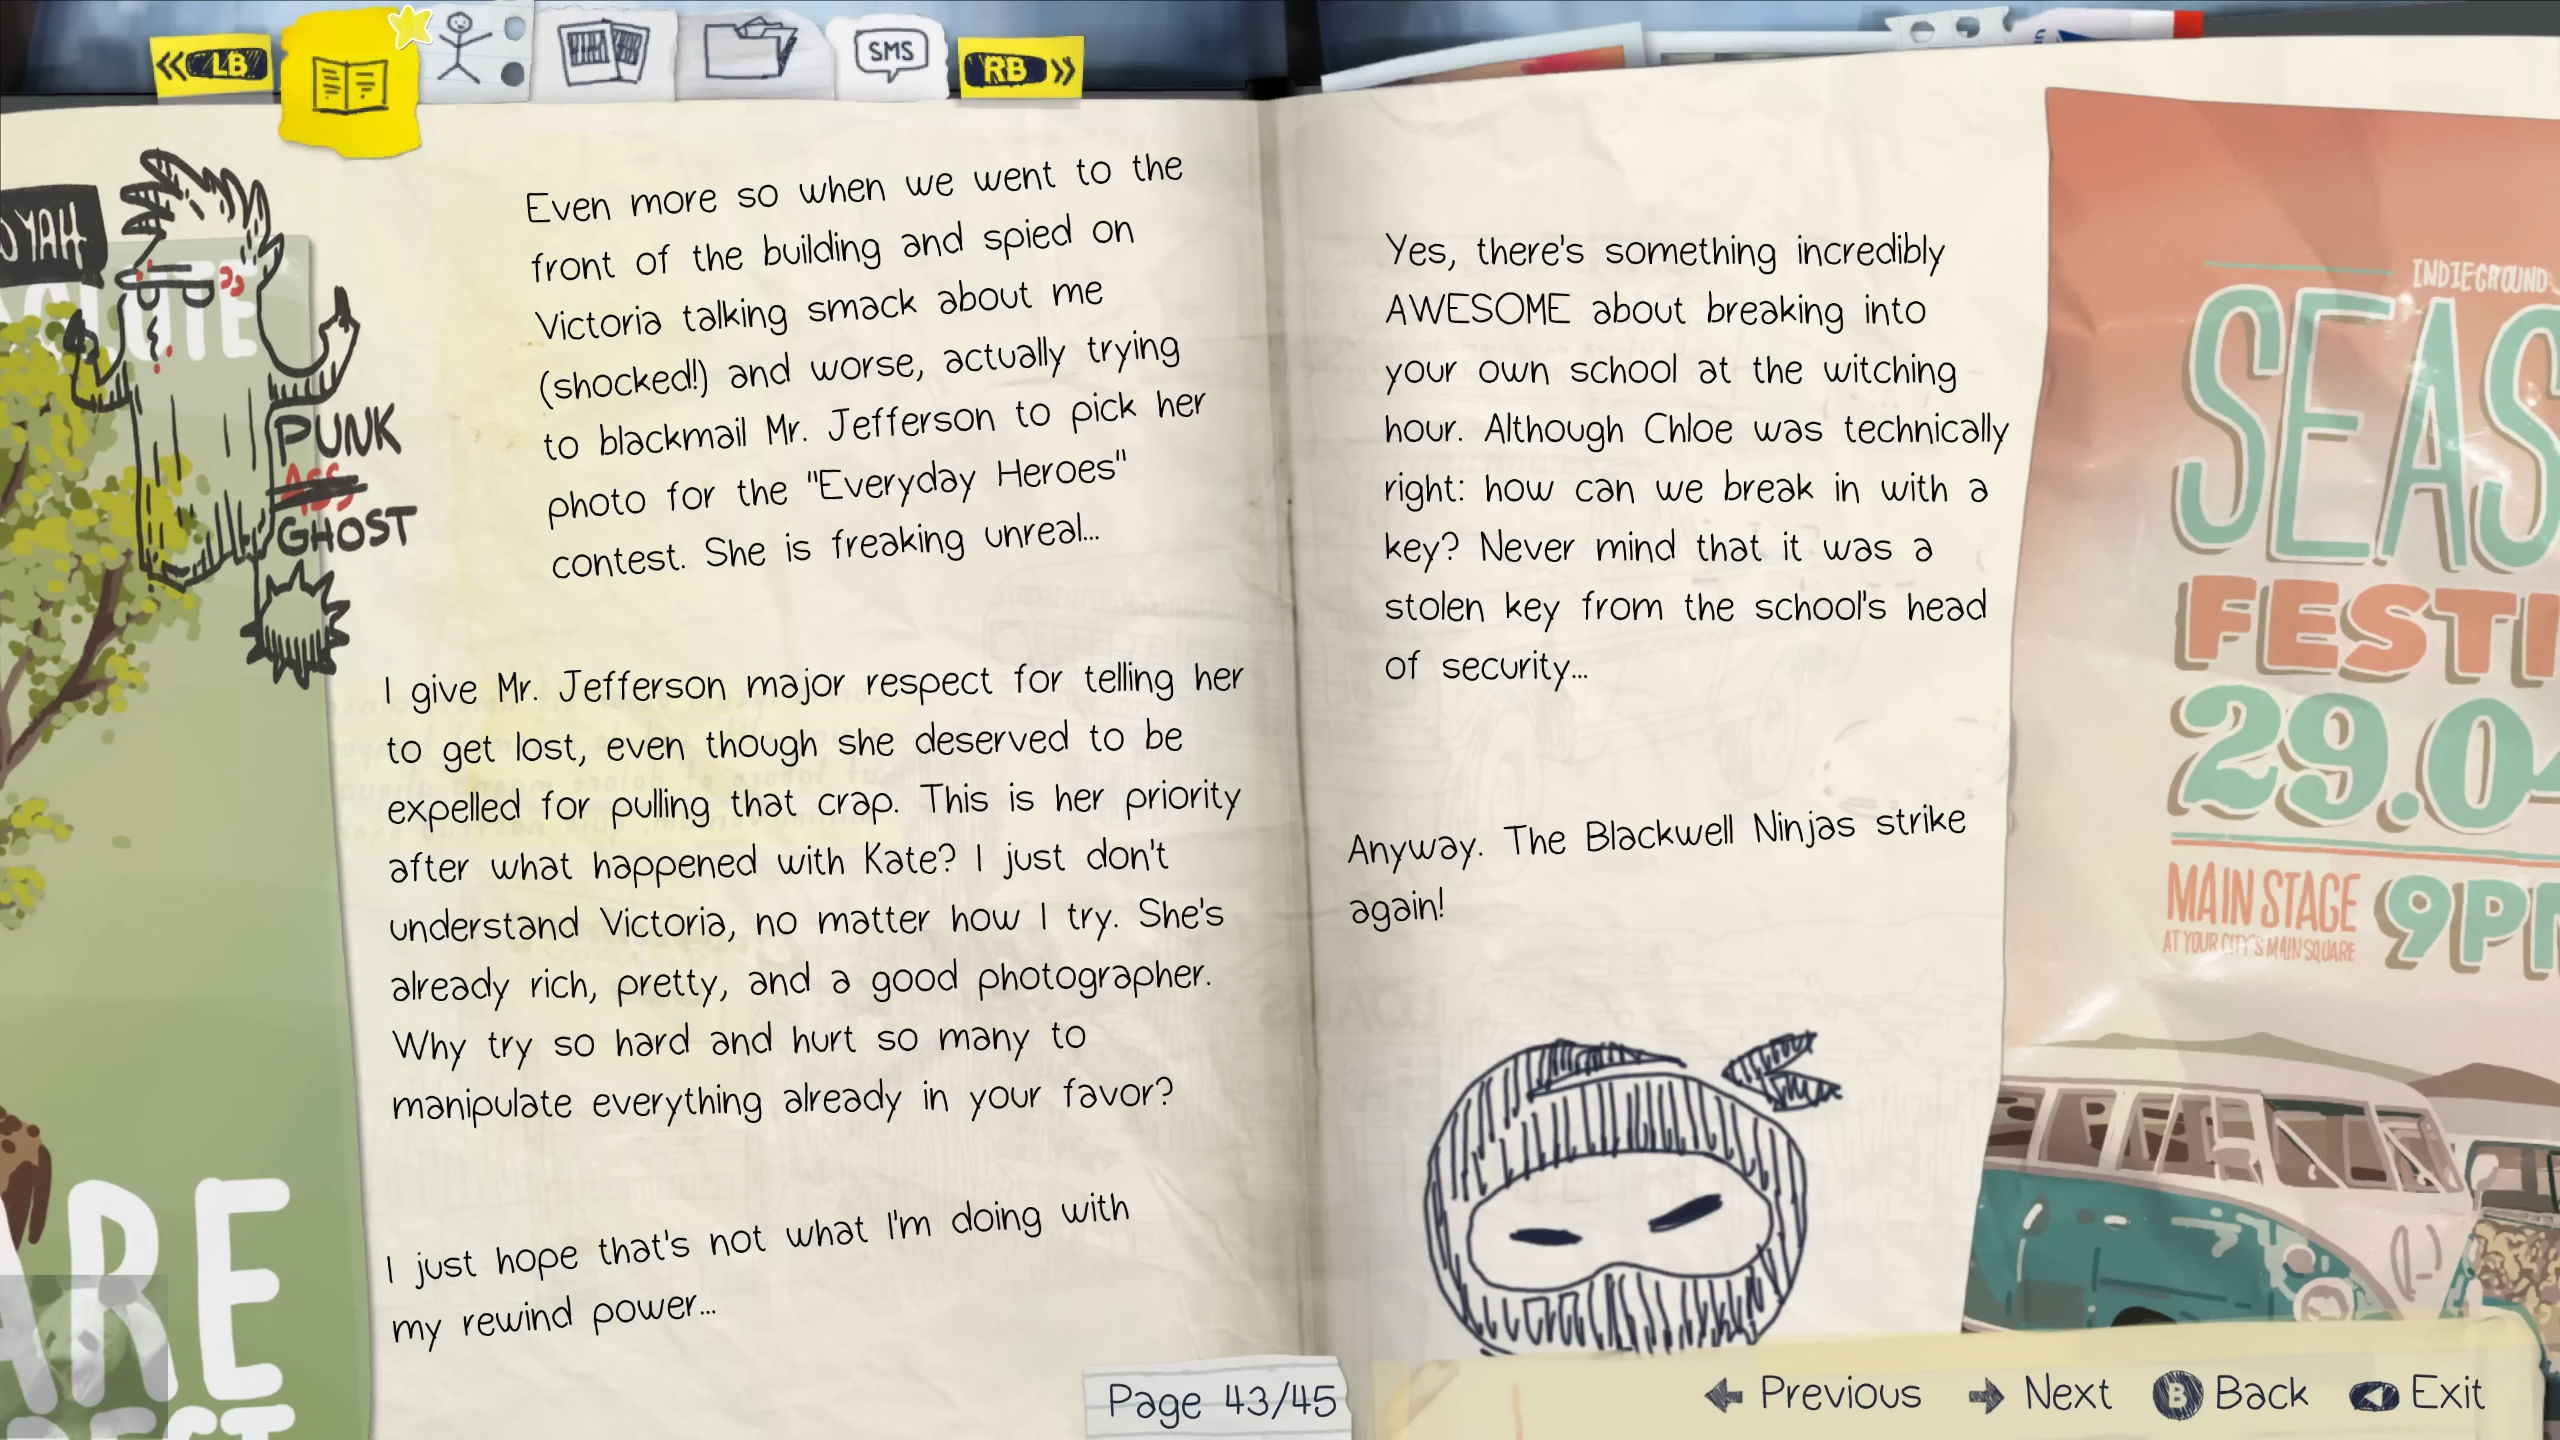 LB
SMS
RB
Even more so when we went to the
front of the building and spied on
Victoria talking smack about me
(shocked!) and worse, actually trying
to blackmail Mr. Jefferson to pick her
photo for the "Everyday Heroes"
contest. She is freaking unreal...
I give Mr. Jefferson major respect for telling her
to get lost, even though she deserved to be
expelled for pulling that crap. This is her priority
after what happened with Kate? I just don't
understand Victoria, no matter how I try. She's
already rich, pretty, and a good photographer.
Why try so hard and hurt so many to
manipulate everything already in your favor?
I just hope that's not what I'm doing with
my rewind power...
PUNK
ASS
GHOST
ARE
Yes, there's something incredibly
AWESOME about breaking into
your own school at the witching
hour. Although Chloe was technically
right: how can we break in with a
key? Never mind that it was a
stolen key from the school's head
of security...
Anyway. The Blackwell Ninjas strike
again!
INDIEGROUND
SEAS
FESTI
29.0
MAIN STAGE
AT YOUR CITY'S MAIN SQUARE
9PM
Page 43/45
Previous
Next
B Back
Exit